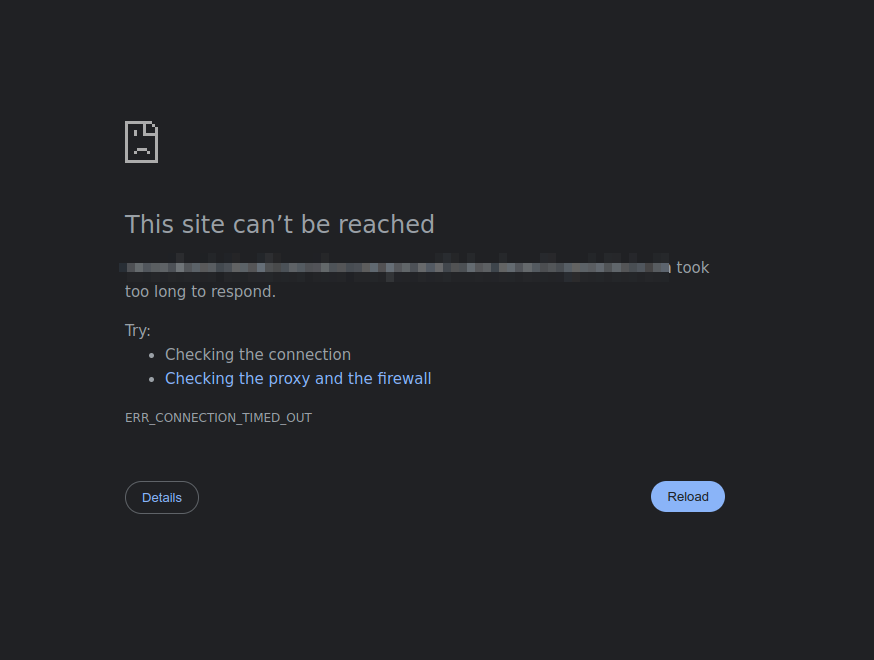 This site can’t be reached
took
too long to respond.
Try:
Checking the connection
Checking the proxy and the firewall
ERR_CONNECTION_TIMED_OUT
Details
Reload